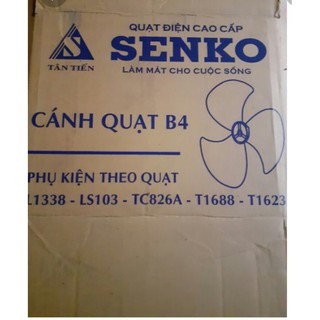 QUẠT ĐIỆN CAO CẤP
SENKO
TÂN TIẾN
LÀM MÁT CHO CUỘC SỐNG
CÁNH QUẠT B4
PHỤ KIỆN THEO QUẠT
L1338 - LS103 - TC826A - T1688 - T1623